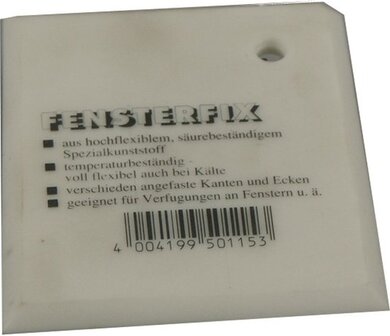 FENSTERFIX
■ aus hochflexiblem, säurebeständigem
Spezialkunststoff
■ temperaturbeständig -
voll flexibel auch bei Kälte
■ verschieden angefaste Kanten und Ecken
■ geeignet für Verfugungen an Fenstern u. ä.
4 004199 501153